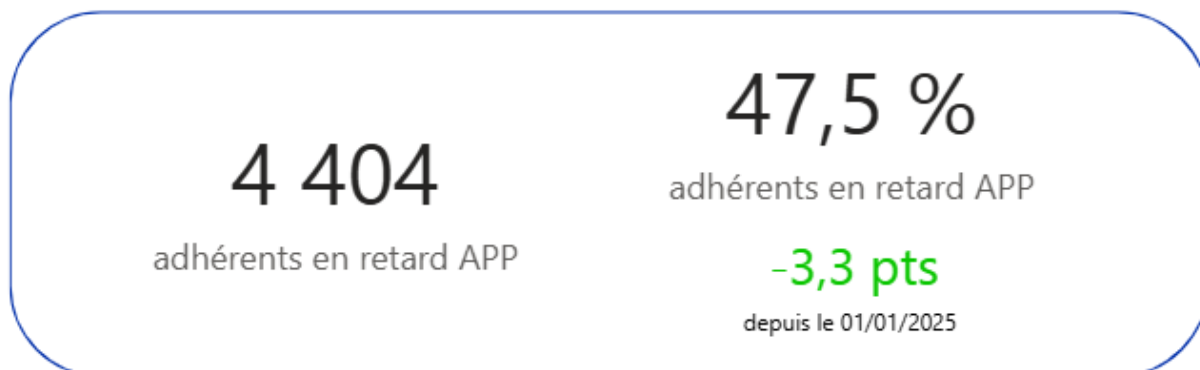 4 404
adhérents en retard APP
47,5 %
adhérents en retard APP
-3,3 pts
depuis le 01/01/2025